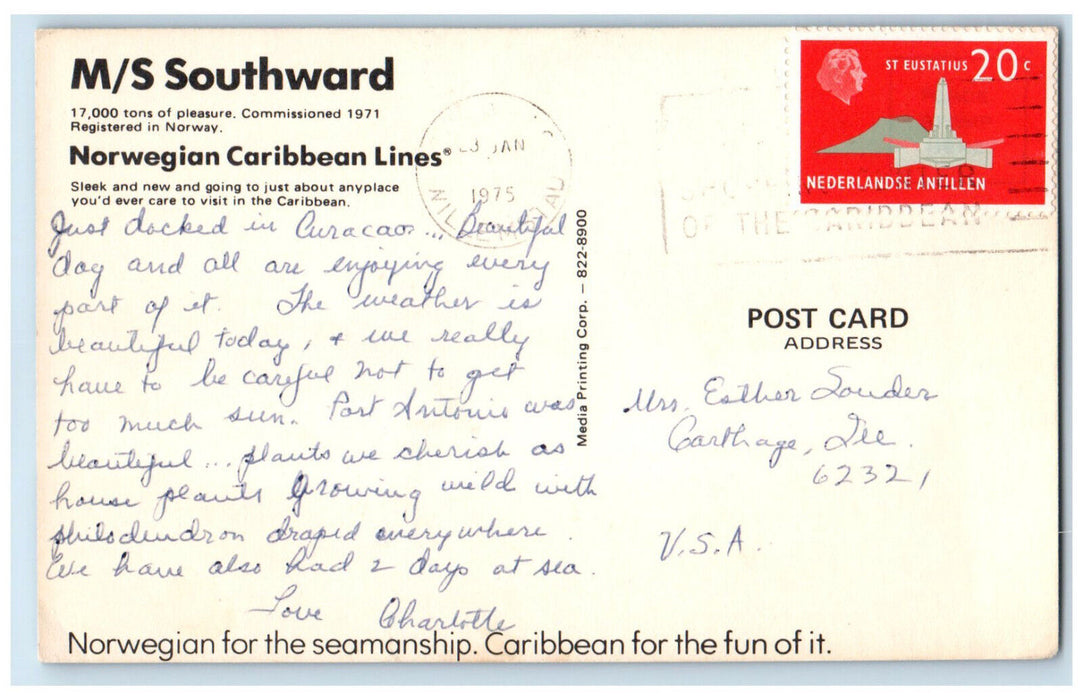 M/S Southward
17,000 tons of pleasure. Commissioned 1971
Registered in Norway.
Norwegian Caribbean Lines®
Sleek and new and going to just about anyplace
you'd ever care to visit in the Caribbean.
Just docked in Curacao... Beautiful
day and all are enjoying every
part of it. The weather is
beautiful today, + we really
have to be careful not to get
too much sun. Port Antonio was
beautiful... plants we cherish as
house plants growing wild with
philodendron draped everywhere.
We have also had 2 days at sea.
Love Charlotte
Norwegian for the seamanship. Caribbean for the fun of it.
Media Printing Corp. – 822-8900
JAN
1975
ST EUSTATIUS 20 c
NEDERLANDSE ANTILLEN
OF THE CARIBBEAN
POST CARD
ADDRESS
Mrs. Esther Souder
Carthage, Ill.
62321
U.S.A.